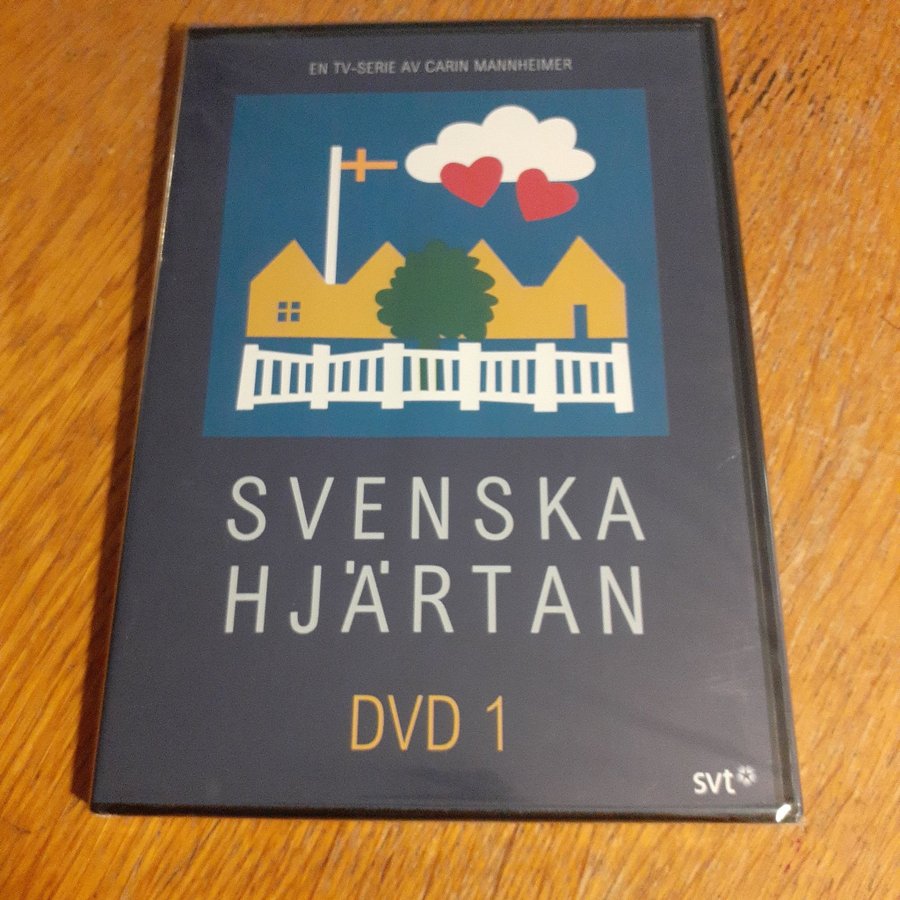 EN TV-SERIE AV CARIN MANNHEIMER
SVENSKA
HJÄRTAN
DVD 1
svt